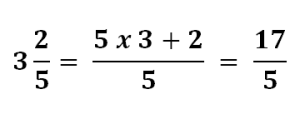 3 2/5 = 5 x 3 + 2 / 5 = 17/5